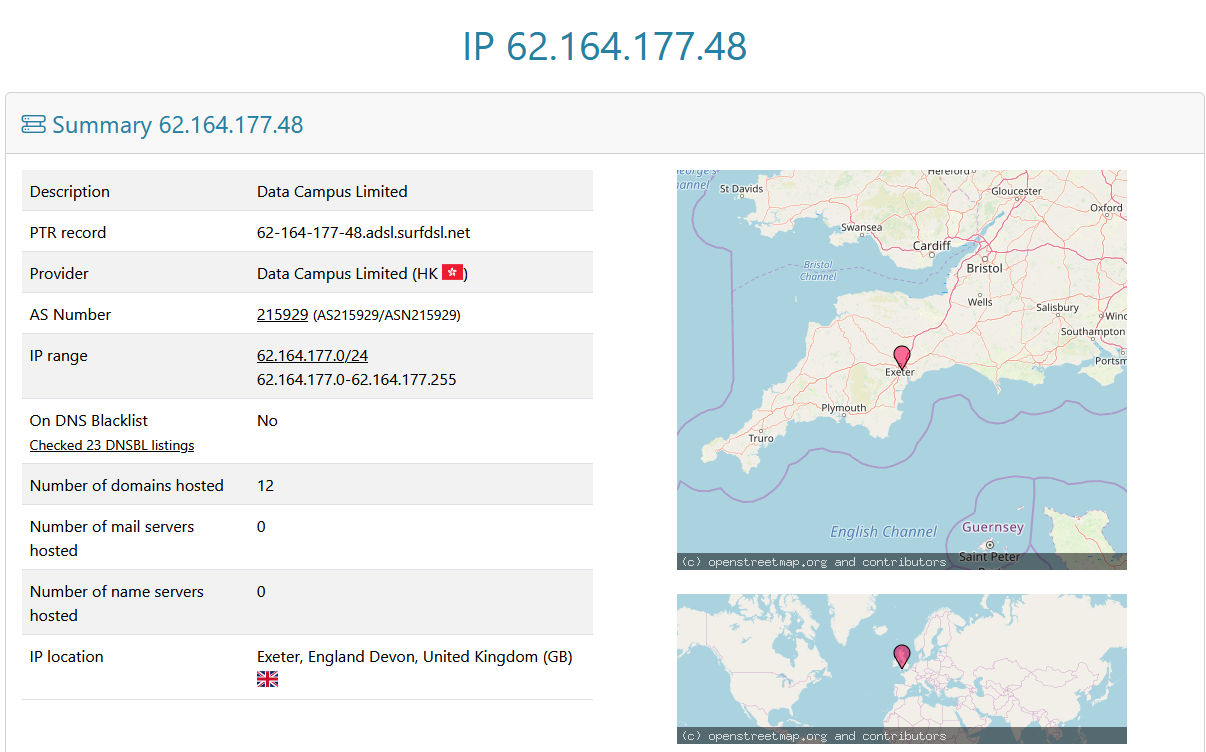 IP 62.164.177.48
Summary 62.164.177.48
Description Data Campus Limited
PTR record 62-164-177-48.adsl.surfdsl.net
Provider Data Campus Limited (HK )
AS Number 215929 (AS215929/ASN215929)
IP range 62.164.177.0/24
62.164.177.0-62.164.177.255
On DNS Blacklist No
Checked 23 DNSBL listings
Number of domains hosted 12
Number of mail servers 0
hosted
Number of name servers 0
hosted
IP location Exeter, England Devon, United Kingdom (GB)
Hereford
St Davids
Gloucester
Oxford
Swansea
Cardiff
Bristol
Channel
Bristol
Wells
Salisbury
Southampton
Exeter
Plymouth
Truro
English Channel
Guernsey
Saint Peter
(c) openstreetmap.org and contributors
(c) openstreetmap.org and contributors